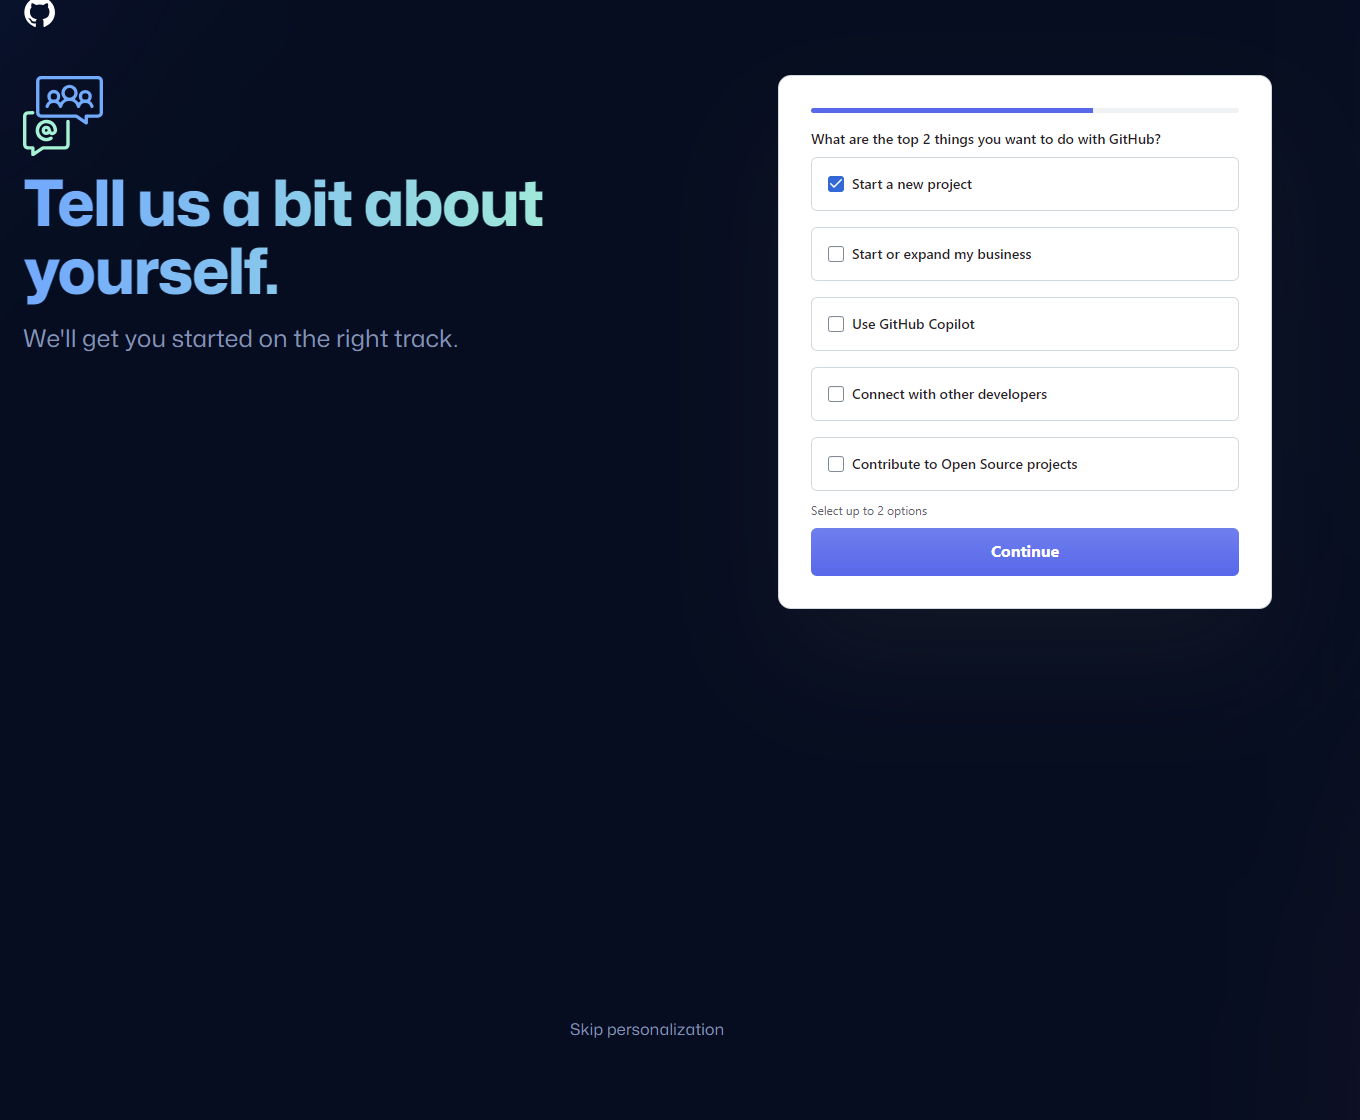 Tell us a bit about
yourself.
We'll get you started on the right track.
What are the top 2 things you want to do with GitHub?
Start a new project
Start or expand my business
Use GitHub Copilot
Connect with other developers
Contribute to Open Source projects
Select up to 2 options
Continue
Skip personalization